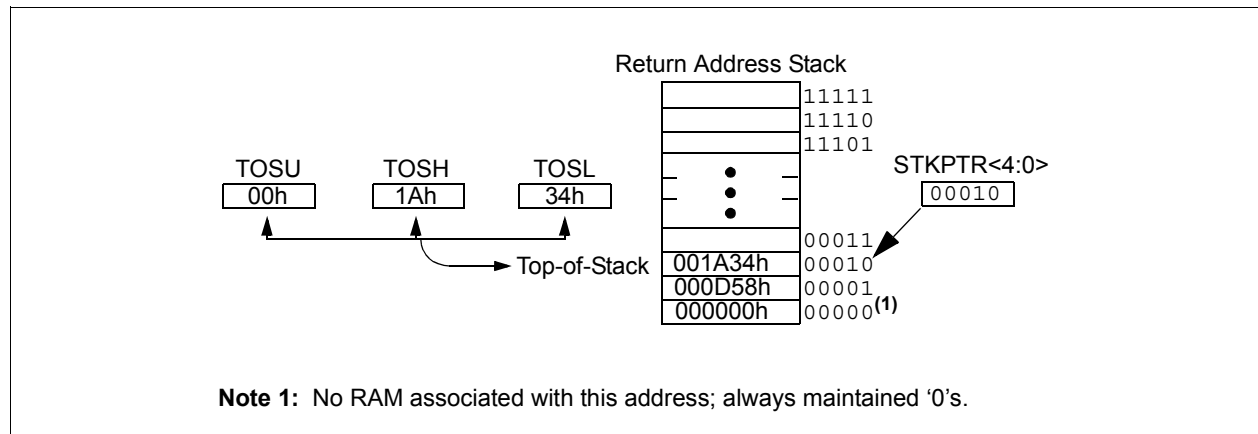 Return Address Stack
11111
11110
11101
TOSU TOSH TOSL
STKPTR<4:0>
00h 1Ah 34h
00010
00011
Top-of-Stack 001A34h 00010
000D58h 00001
000000h 00000(1)
Note 1: No RAM associated with this address; always maintained ‘0’s.